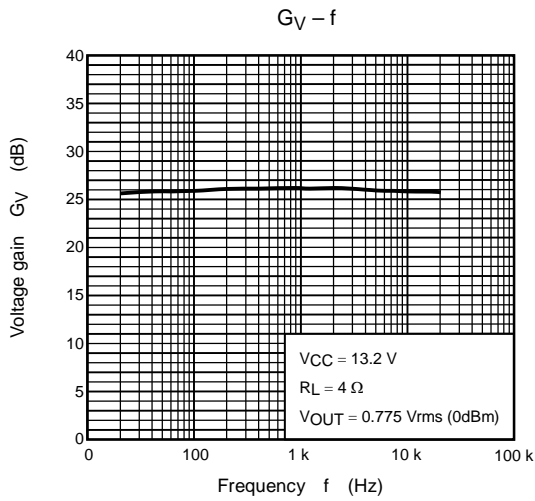 GV – f
Voltage gain GV (dB)
40
35
30
25
20
15
10
5
0
VCC = 13.2 V
RL = 4 Ω
VOUT = 0.775 Vrms (0dBm)
0 100 1 k 10 k 100 k
Frequency f (Hz)